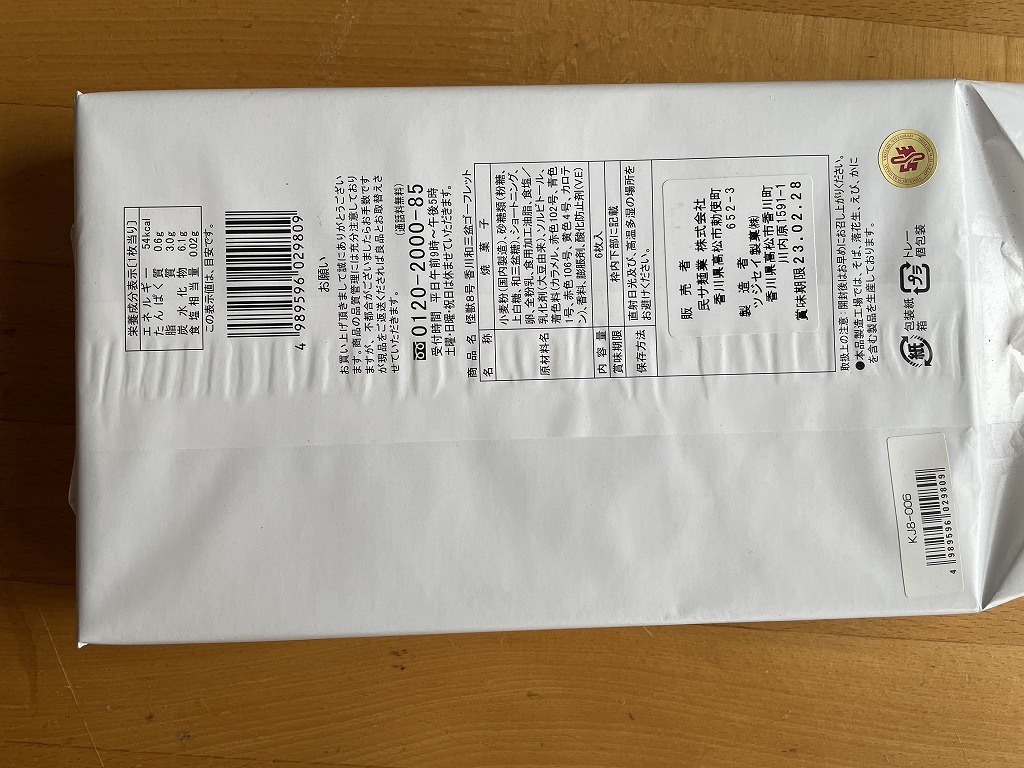 栄養成分表示[1枚当り]
エネルギー 54kcal
たんぱく質 0.6g
脂質 3.0g
炭水化物 6.1g
食塩相当量 0.02g
この表示値は、目安です。
4 989596 029809
お願い
お買い上げ頂きまして誠にありがとうござい
ます。商品の品質管理には充分注意しており
ますが、不都合がございましたらお手数です
が現品をご返送くだされば良品とお取替えさ
せていただきます。
(通話料無料)
0120-2000-85
受付時間 平日午前9時〜午後5時
土曜日曜・祝日は休ませていただきます。
商品名 怪獣8号香川和三盆ゴーフレット
名称 焼菓子
原材料名 小麦粉(国内製造)、砂糖類(粉糖、
上白糖、和三盆糖)、ショートニング、
卵、全粉乳、食用加工油脂、食塩/
乳化剤(大豆由来)、ソルビトール、
着色料(カラメル、赤色102号、青色
1号、赤色106号、黄色4号、カロテ
ン)、香料、膨脹剤、酸化防止剤(V.E)
内容量 6枚入
賞味期限 枠内下部に記載
保存方法 直射日光及び、高温多湿の場所を
お避けください。
販売者
民サ麺業 株式会社
香川県高松市勅使町
652-3
製造者
ツジセイ製菓㈱
香川県高松市香川町
川内原1591-1
賞味期限23.02.28
取扱上の注意：開封後はお早めにお召し上がりください。
●本品製造工場では、そば、落花生、えび、かに
を含む製品を生産しております。
紙
包装紙
箱
プラ
トレー
個包装
KJ8-006
4 989596 029809